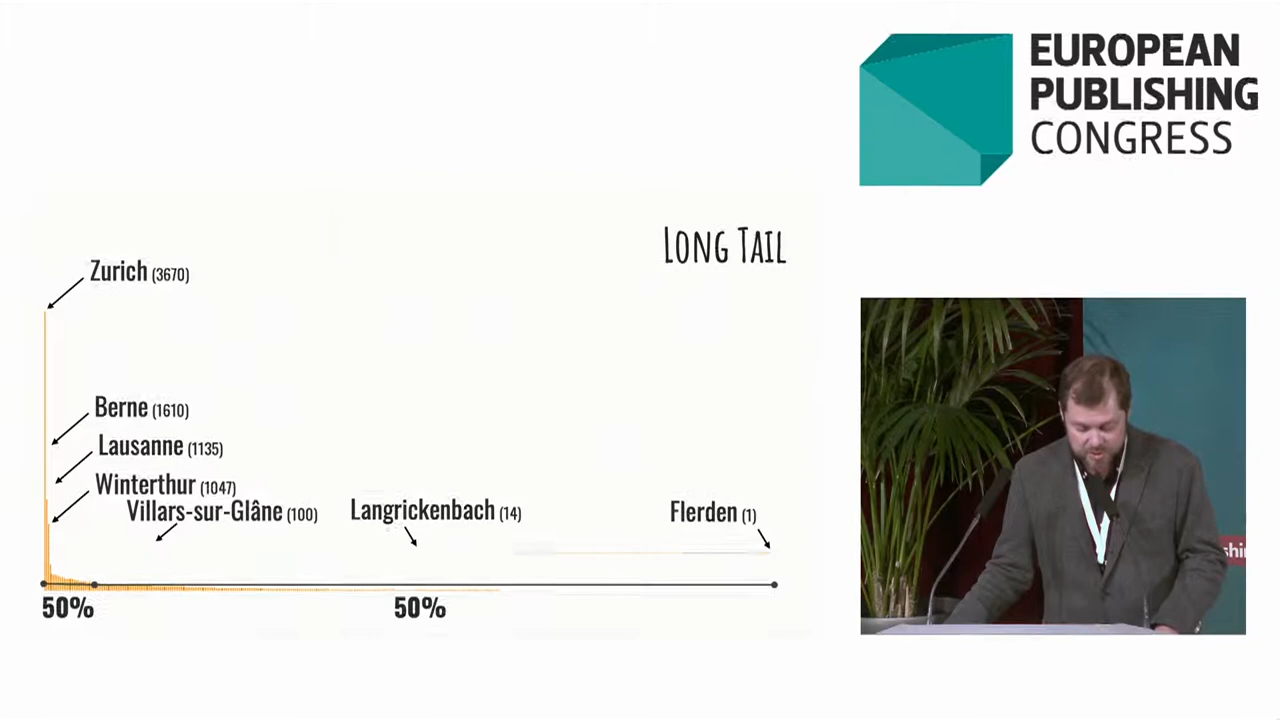 EUROPEAN
PUBLISHING
CONGRESS
LONG TAIL
Zurich (3670)
Berne (1610)
Lausanne (1135)
Winterthur (1047)
Villars-sur-Glâne (100)
Langrickenbach (14)
Flerden (1)
50%
50%